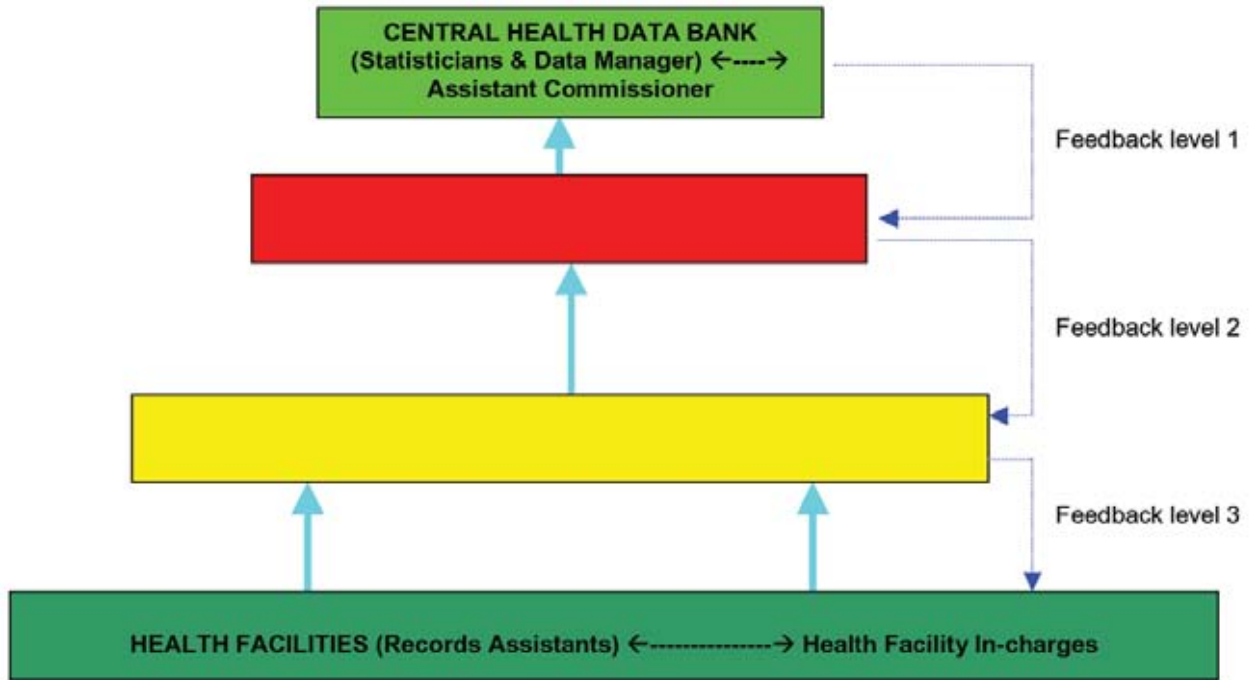 CENTRAL HEALTH DATA BANK
(Statisticians & Data Manager) ←----→
Assistant Commissioner
Feedback level 1
Feedback level 2
Feedback level 3
HEALTH FACILITIES (Records Assistants) ←--------------→ Health Facility In-charges